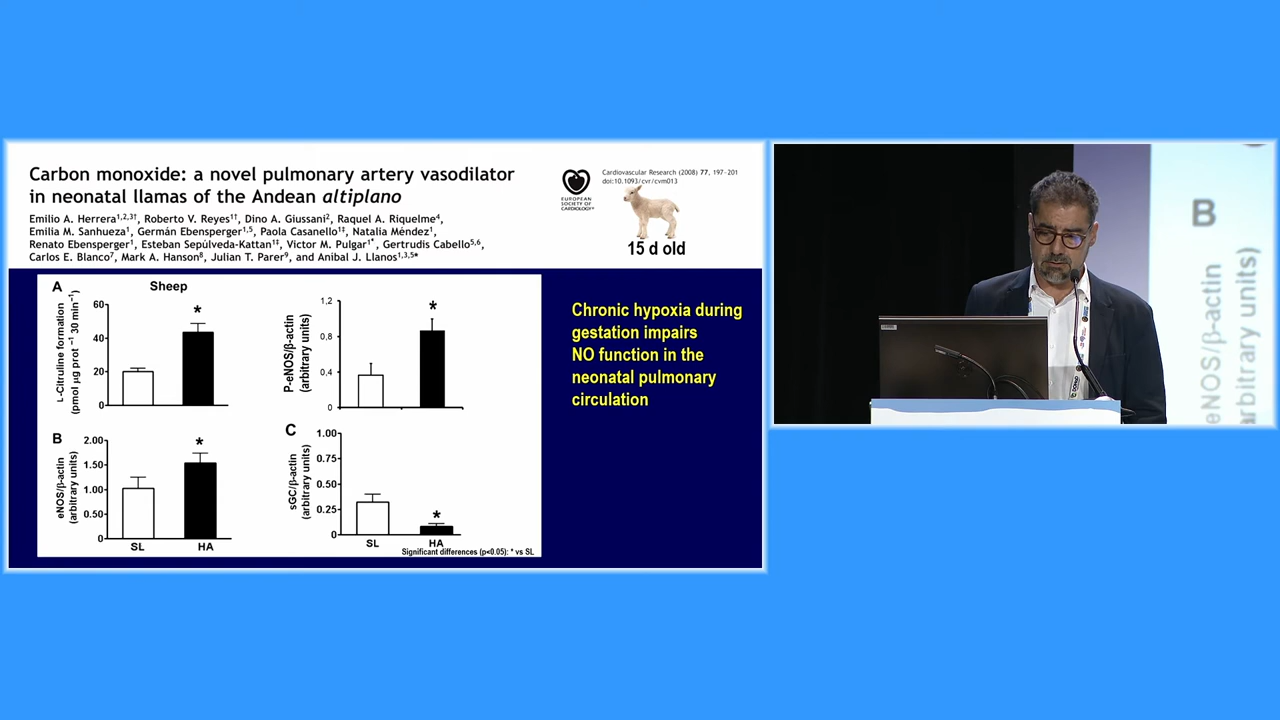 Carbon monoxide: a novel pulmonary artery vasodilator
in neonatal llamas of the Andean altiplano
Emilio A. Herrera1,2,3†, Roberto V. Reyes1†, Dino A. Giussani2, Raquel A. Riquelme4,
Emilia M. Sanhueza1, Germán Ebensperger1,5, Paola Casanello1‡, Natalia Méndez1,
Renato Ebensperger1, Esteban Sepúlveda-Kattan1‡, Victor M. Pulgar1*, Gertrudis Cabello5,6,
Carlos E. Blanco7, Mark A. Hanson8, Julian T. Parer9, and Anibal J. Llanos1,3,5*
EUROPEAN
SOCIETY OF
CARDIOLOGY®
Cardiovascular Research (2008) 77, 197–201
doi:10.1093/cvr/cvm013
15 d old
A
Sheep
L-Citruline formation
(pmol µg prot −1 30 min−1)
60
40
20
0
*
P-eNOS/β-actin
(arbitrary units)
1,2
0.8
0.4
0
*
B
eNOS/β-actin
(arbitrary units)
2.00
1.50
1.00
0.50
0
*
SL
HA
C
sGC/β-actin
(arbitrary units)
1.00
0.75
0.50
0.25
0
*
SL
HA
Significant differences (p<0.05): * vs SL
Chronic hypoxia during
gestation impairs
NO function in the
neonatal pulmonary
circulation
B
eNOS/β-actin
arbitrary units)